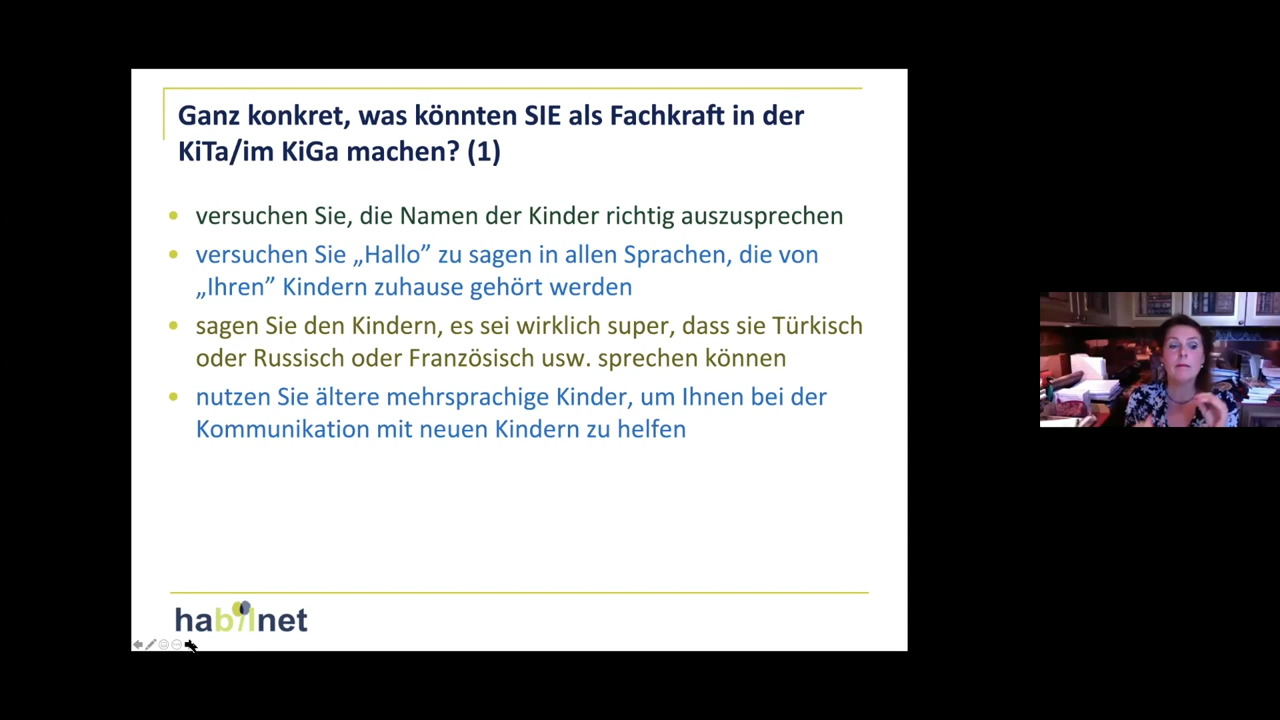 Ganz konkret, was könnten SIE als Fachkraft in der
KiTa/im KiGa machen? (1)
• versuchen Sie, die Namen der Kinder richtig auszusprechen
• versuchen Sie „Hallo” zu sagen in allen Sprachen, die von
„Ihren” Kindern zuhause gehört werden
• sagen Sie den Kindern, es sei wirklich super, dass sie Türkisch
oder Russisch oder Französisch usw. sprechen können
• nutzen Sie ältere mehrsprachige Kinder, um Ihnen bei der
Kommunikation mit neuen Kindern zu helfen
habilnet